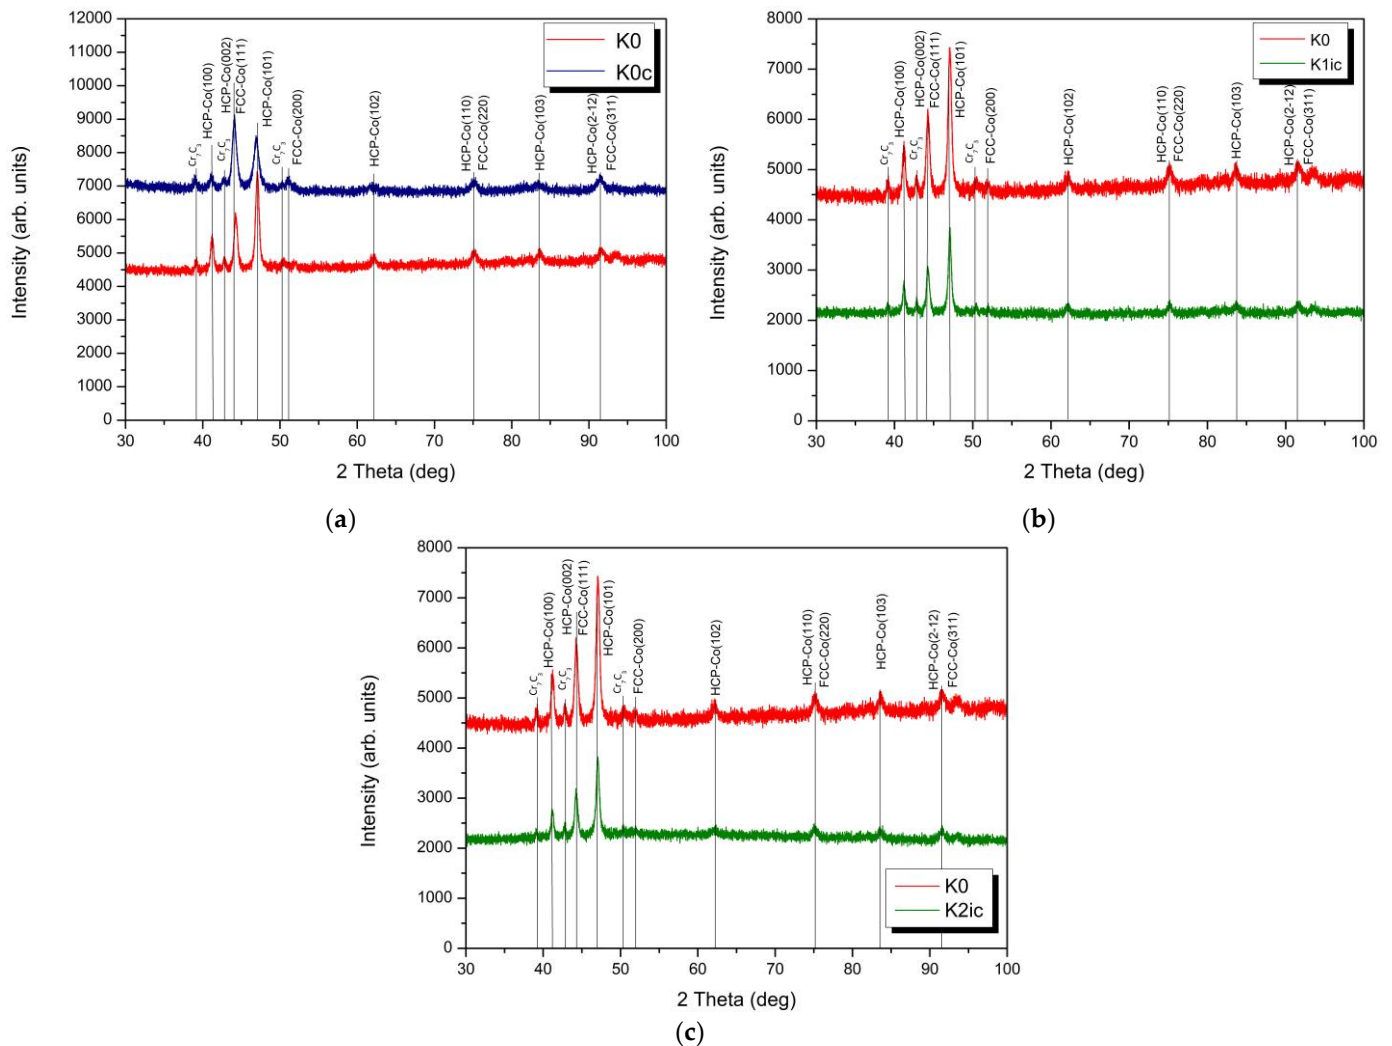 12000
11000
10000
9000
8000
7000
6000
5000
4000
3000
2000
1000
0
30 40 50 60 70 80 90 100
Intensity (arb. units)
2 Theta (deg)
K0
K0c
Cr₇C₃
HCP-Co(100)
Cr₇C₃
HCP-Co(002)
FCC-Co(111)
HCP-Co(101)
Cr₇C₃
FCC-Co(200)
HCP-Co(102)
HCP-Co(110)
FCC-Co(220)
HCP-Co(103)
HCP-Co(2-12)
FCC-Co(311)
(a)
8000
7000
6000
5000
4000
3000
2000
1000
0
30 40 50 60 70 80 90 100
Intensity (arb. units)
2 Theta (deg)
K0
K1ic
Cr₇C₃
HCP-Co(100)
Cr₇C₃
HCP-Co(002)
FCC-Co(111)
HCP-Co(101)
Cr₇C₃
FCC-Co(200)
HCP-Co(102)
HCP-Co(110)
FCC-Co(220)
HCP-Co(103)
HCP-Co(2-12)
FCC-Co(311)
(b)
8000
7000
6000
5000
4000
3000
2000
1000
0
30 40 50 60 70 80 90 100
Intensity (arb. units)
2 Theta (deg)
K0
K2ic
Cr₇C₃
HCP-Co(100)
Cr₇C₃
HCP-Co(002)
FCC-Co(111)
HCP-Co(101)
Cr₇C₃
FCC-Co(200)
HCP-Co(102)
HCP-Co(110)
FCC-Co(220)
HCP-Co(103)
HCP-Co(2-12)
FCC-Co(311)
(c)